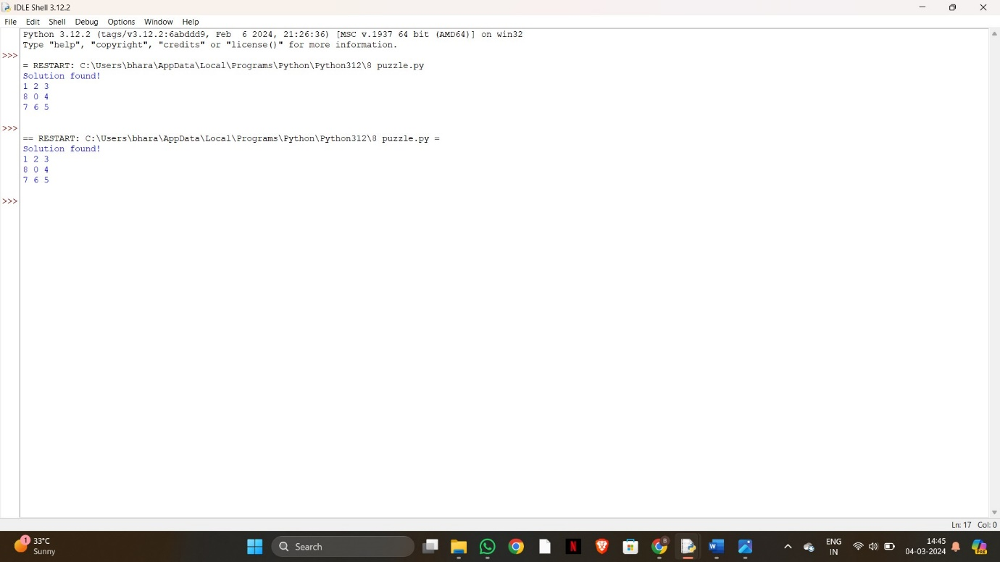 IDLE Shell 3.12.2
File Edit Shell Debug Options Window Help
Python 3.12.2 (tags/v3.12.2:6abddd9, Feb  6 2024, 21:26:36) [MSC v.1937 64 bit (AMD64)] on win32
Type "help", "copyright", "credits" or "license()" for more information.
>>>
= RESTART: C:\Users\bhara\AppData\Local\Programs\Python\Python312\8 puzzle.py
Solution found!
1 2 3
8 0 4
7 6 5
>>>
== RESTART: C:\Users\bhara\AppData\Local\Programs\Python\Python312\8 puzzle.py =
Solution found!
1 2 3
8 0 4
7 6 5
>>>
Ln: 17 Col: 0
1 33°C
Sunny
Search
N
B
W
ENG
IN
14:45
04-03-2024
PRE